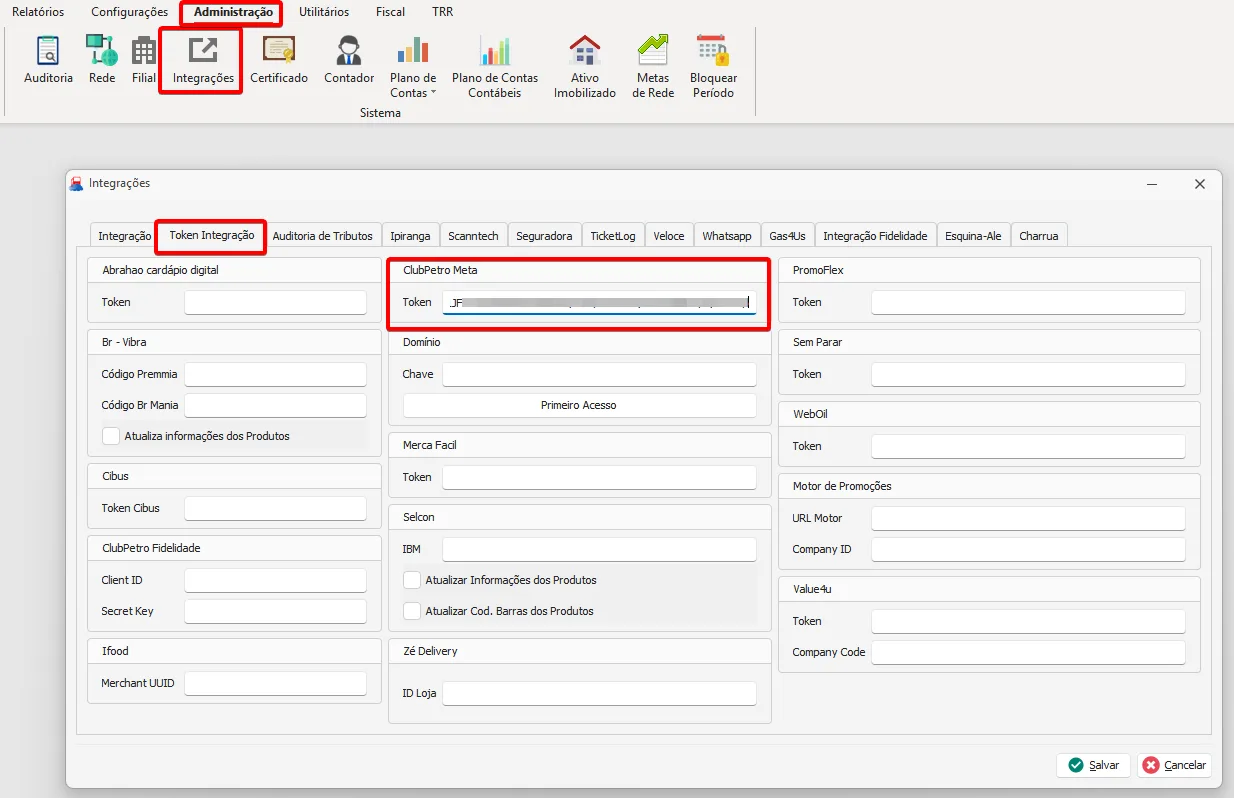 Relatórios Configurações Administração Utilitários Fiscal TRR
Auditoria Rede Filial Integrações Certificado Contador Plano de Contas Plano de Contas Contábeis Ativo Imobilizado Metas de Rede Bloquear Período
Sistema
Integrações
Integração Token Integração Auditoria de Tributos Ipiranga Scanntech Seguradora TicketLog Veloce Whatsapp Gas4Us Integração Fidelidade Esquina-Ale Charrua
Abrahao cardápio digital
Token
Br - Vibra
Código Premmia
Código Br Mania
Atualiza informações dos Produtos
Cibus
Token Cibus
ClubPetro Fidelidade
Client ID
Secret Key
Ifood
Merchant UUID
ClubPetro Meta
Token
Domínio
Chave
Primeiro Acesso
Merca Facil
Token
Selcon
IBM
Atualizar Informações dos Produtos
Atualizar Cod. Barras dos Produtos
Zé Delivery
ID Loja
PromoFlex
Token
Sem Parar
Token
WebOil
Token
Motor de Promoções
URL Motor
Company ID
Value4u
Token
Company Code
Salvar Cancelar